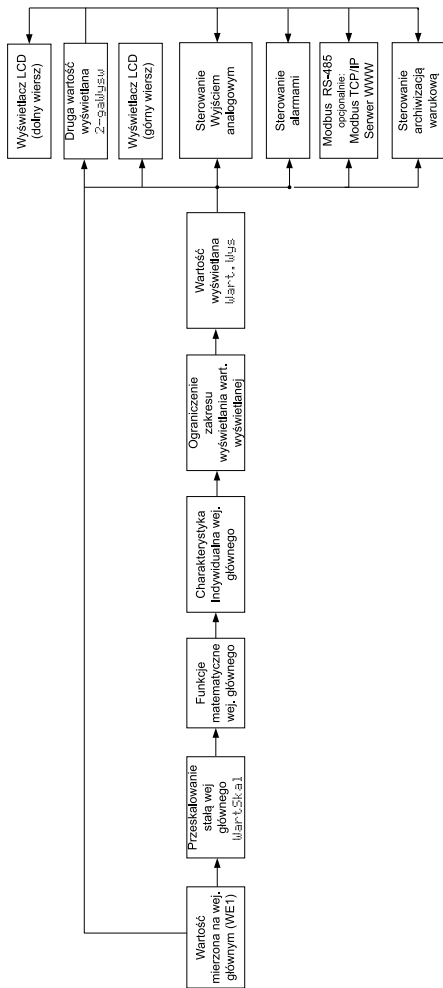 Wartość
mierzona na wej.
głównym (WE1)
Przeskalowanie
stałą wej
głównego
WartSkal
Funkcje
matematyczne
wej. głównego
Charakterystyka
Indywidualna wej.
głównego
Ograniczenie
zakresu
wyświetlania wart.
wyświetlanej
Wartość
wyświetlana
Wart.Wys
Wyświetlacz LCD
(dolny wiersz)
Druga wartość
wyświetlana
2-gaWysw
Wyświetlacz LCD
(górny wiersz)
Sterowanie
Wyjściem
analogowym
Sterowanie
alarmami
Modbus RS-485
opcjonalnie:
Modbus TCP/IP
Serwer WWW
Sterowanie
archiwizacją
warukową